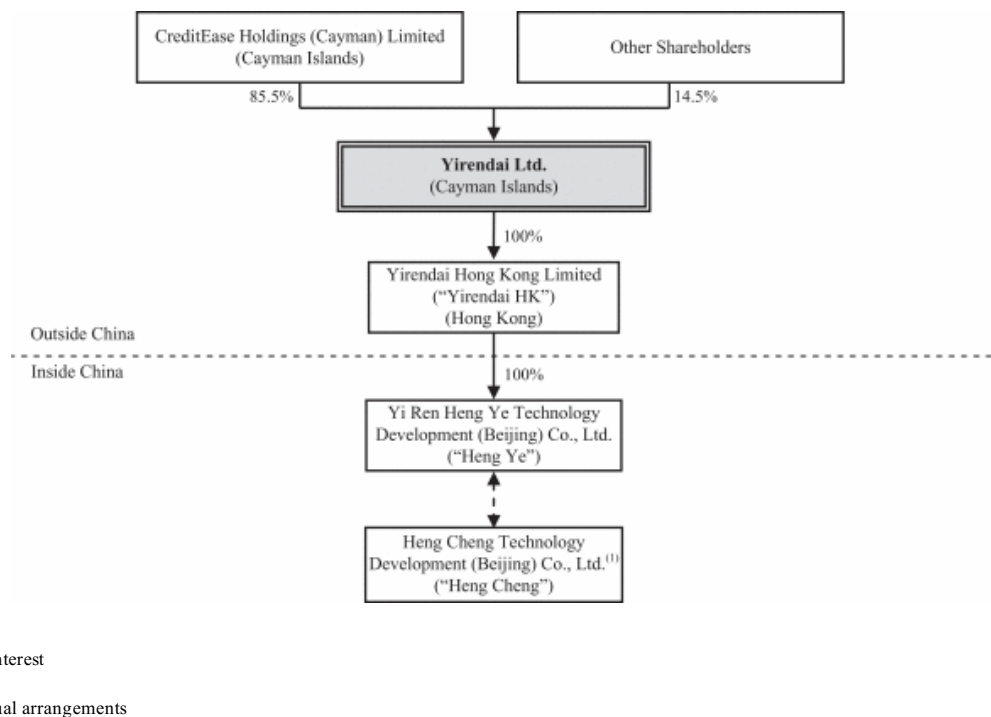 CreditEase Holdings (Cayman) Limited
(Cayman Islands)
Other Shareholders
85.5%
14.5%
Yirendai Ltd.
(Cayman Islands)
100%
Yirendai Hong Kong Limited
(“Yirendai HK”)
(Hong Kong)
Outside China
Inside China
100%
Yi Ren Heng Ye Technology
Development (Beijing) Co., Ltd.
(“Heng Ye”)
Heng Cheng Technology
Development (Beijing) Co., Ltd.(1)
(“Heng Cheng”)
nterest
ual arrangements